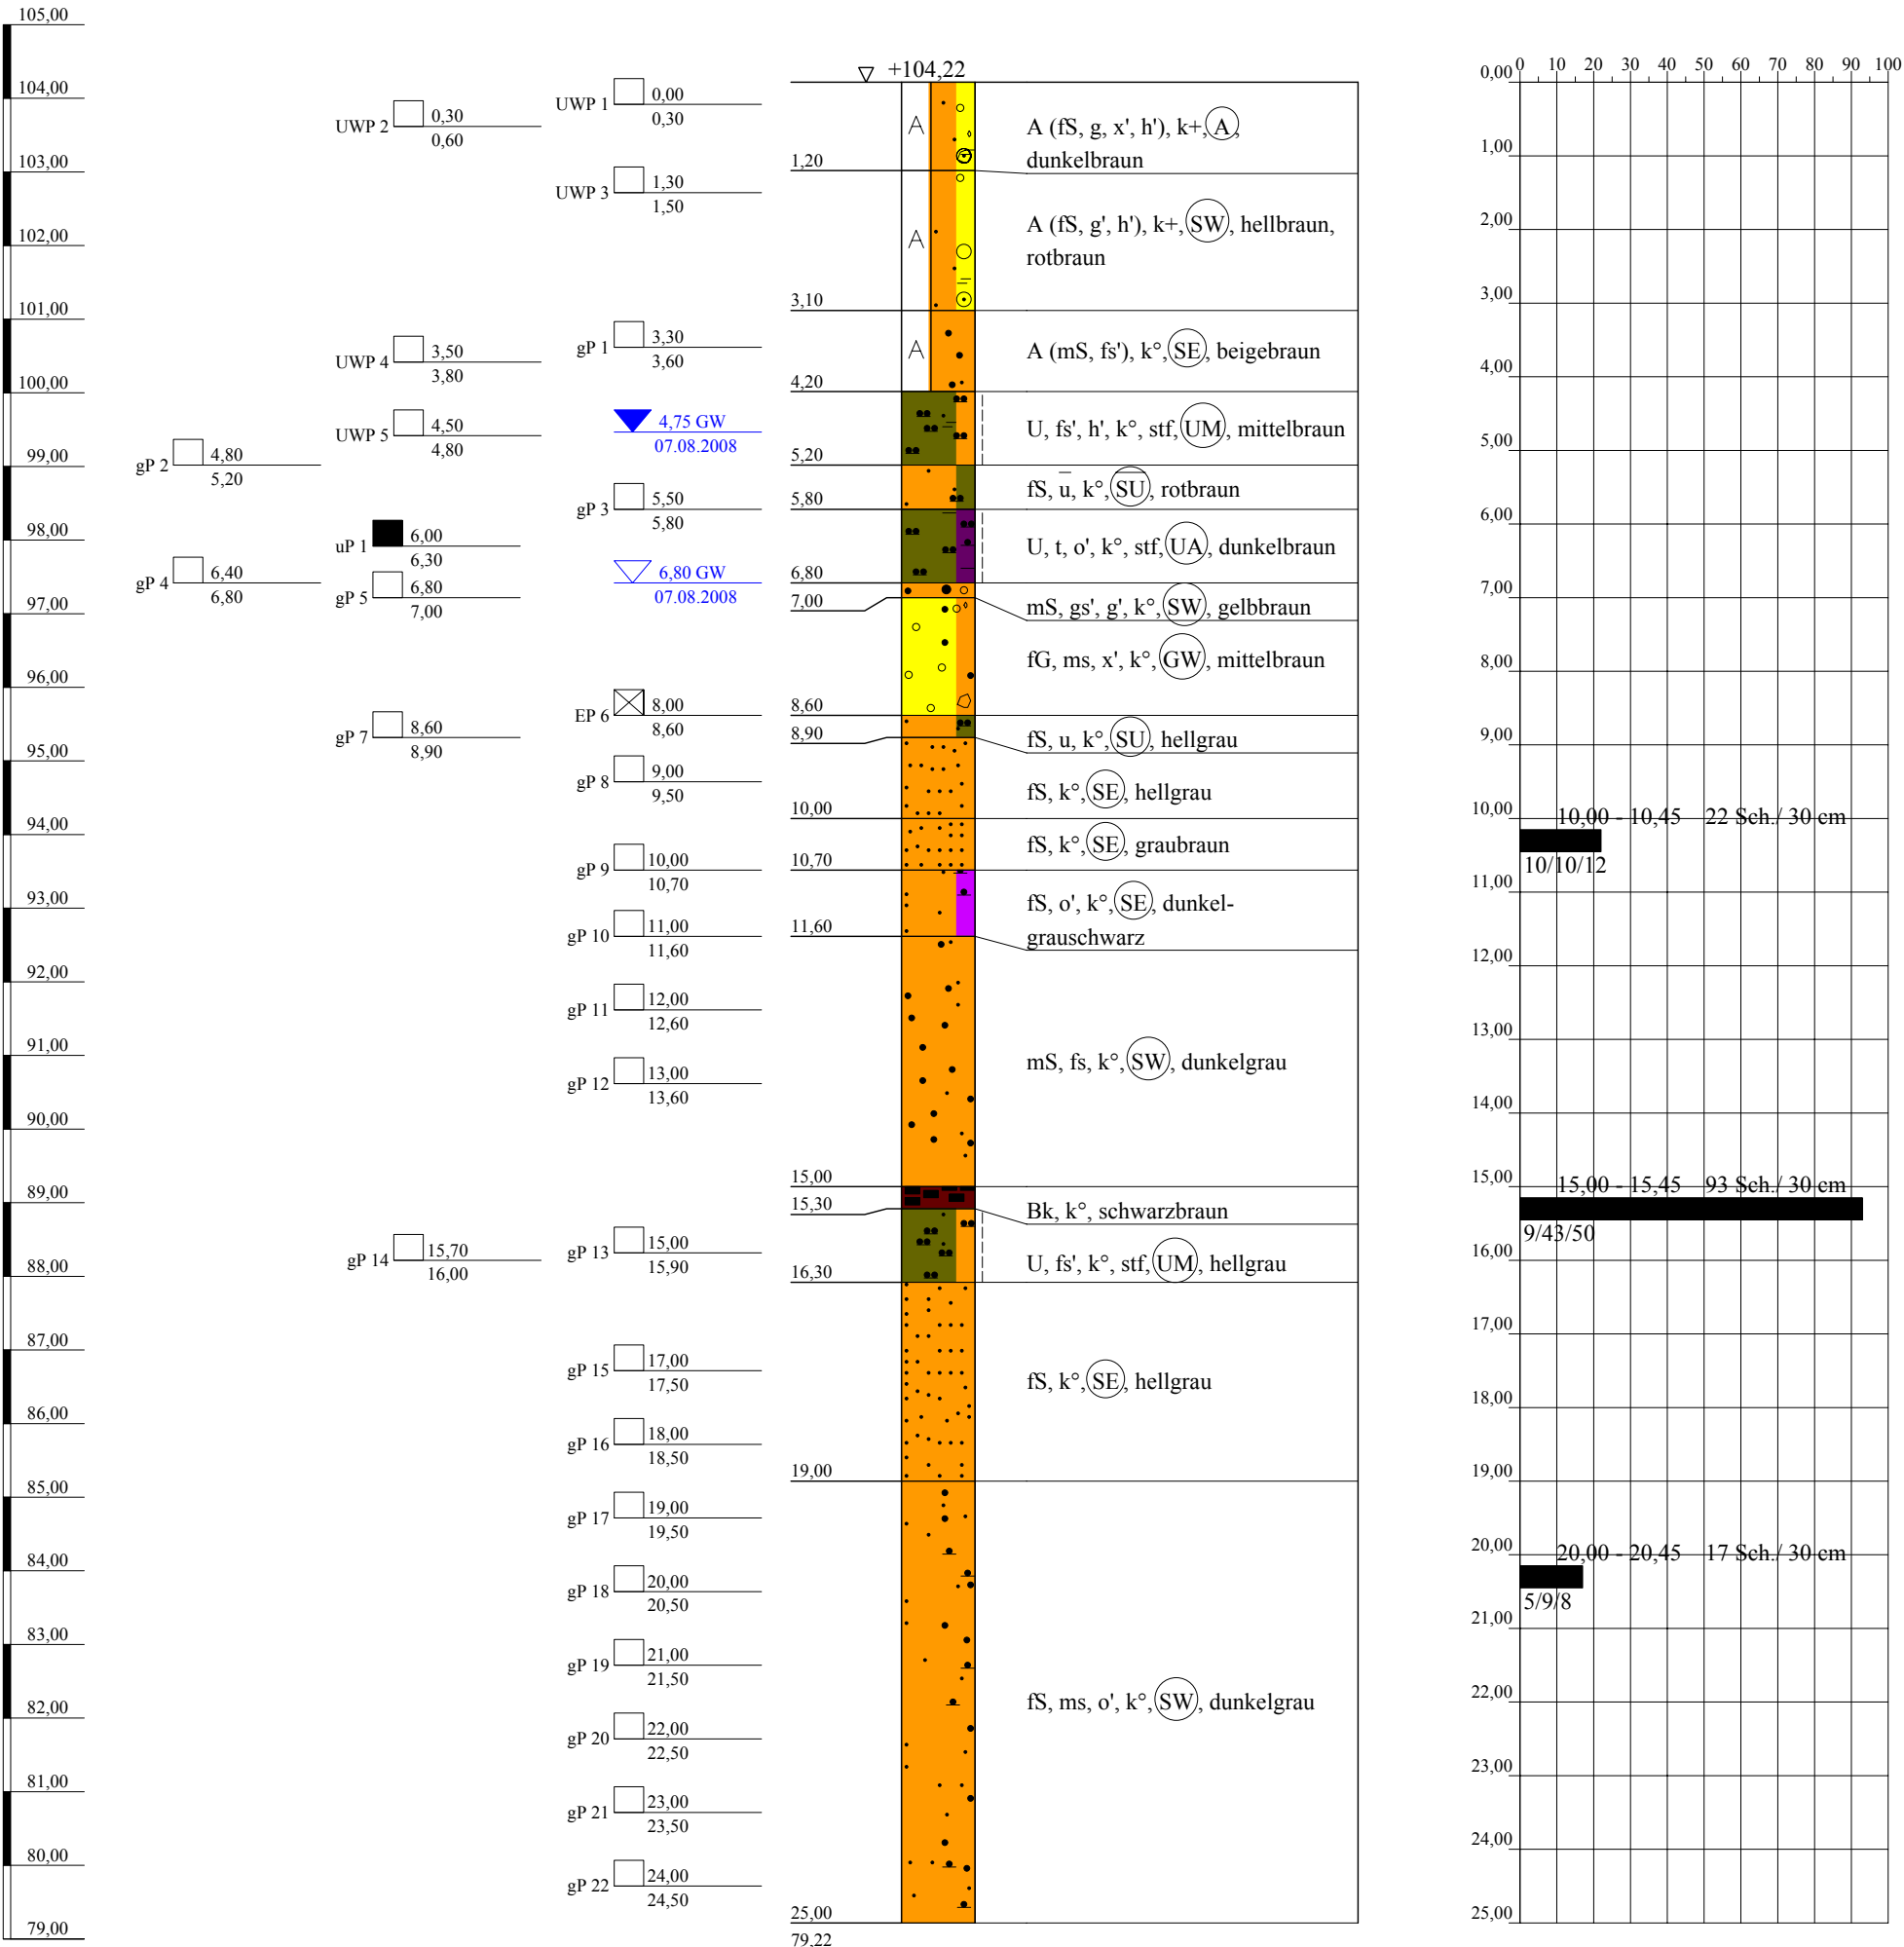 105,00
104,00
103,00
102,00
101,00
100,00
99,00
98,00
97,00
96,00
95,00
94,00
93,00
92,00
91,00
90,00
89,00
88,00
87,00
86,00
85,00
84,00
83,00
82,00
81,00
80,00
79,00
gP 2 4,80
5,20
gP 4 6,40
6,80
UWP 2 0,30
0,60
UWP 4 3,50
3,80
UWP 5 4,50
4,80
uP 1 6,00
6,30
gP 5 6,80
7,00
gP 7 8,60
8,90
gP 14 15,70
16,00
UWP 1 0,00
0,30
UWP 3 1,30
1,50
gP 1 3,30
3,60
4,75 GW
07.08.2008
gP 3 5,50
5,80
6,80 GW
07.08.2008
EP 6 8,00
8,60
gP 8 9,00
9,50
gP 9 10,00
10,70
gP 10 11,00
11,60
gP 11 12,00
12,60
gP 12 13,00
13,60
gP 13 15,00
15,90
gP 15 17,00
17,50
gP 16 18,00
18,50
gP 17 19,00
19,50
gP 18 20,00
20,50
gP 19 21,00
21,50
gP 20 22,00
22,50
gP 21 23,00
23,50
gP 22 24,00
24,50
+104,22
1,20
3,10
4,20
5,20
5,80
6,80
7,00
8,60
8,90
10,00
10,70
11,60
15,00
15,30
16,30
19,00
25,00
79,22
A
A
A
A (fS, g, x', h'), k+, A,
dunkelbraun
A (fS, g', h'), k+, SW, hellbraun,
rotbraun
A (mS, fs'), k°, SE, beigebraun
U, fs', h', k°, stf, UM, mittelbraun
fS, u̅, k°, S̅U̅, rotbraun
U, t, o', k°, stf, UA, dunkelbraun
mS, gs', g', k°, SW, gelbbraun
fG, ms, x', k°, GW, mittelbraun
fS, u, k°, SU, hellgrau
fS, k°, SE, hellgrau
fS, k°, SE, graubraun
fS, o', k°, SE, dunkel-
grauschwarz
mS, fs, k°, SW, dunkelgrau
Bk, k°, schwarzbraun
U, fs', k°, stf, UM, hellgrau
fS, k°, SE, hellgrau
fS, ms, o', k°, SW, dunkelgrau
0 10 20 30 40 50 60 70 80 90 100
0,00
1,00
2,00
3,00
4,00
5,00
6,00
7,00
8,00
9,00
10,00
11,00
12,00
13,00
14,00
15,00
16,00
17,00
18,00
19,00
20,00
21,00
22,00
23,00
24,00
25,00
10,00 - 10,45 22 Sch./ 30 cm
10/10/12
15,00 - 15,45 93 Sch./ 30 cm
9/43/50
20,00 - 20,45 17 Sch./ 30 cm
5/9/8